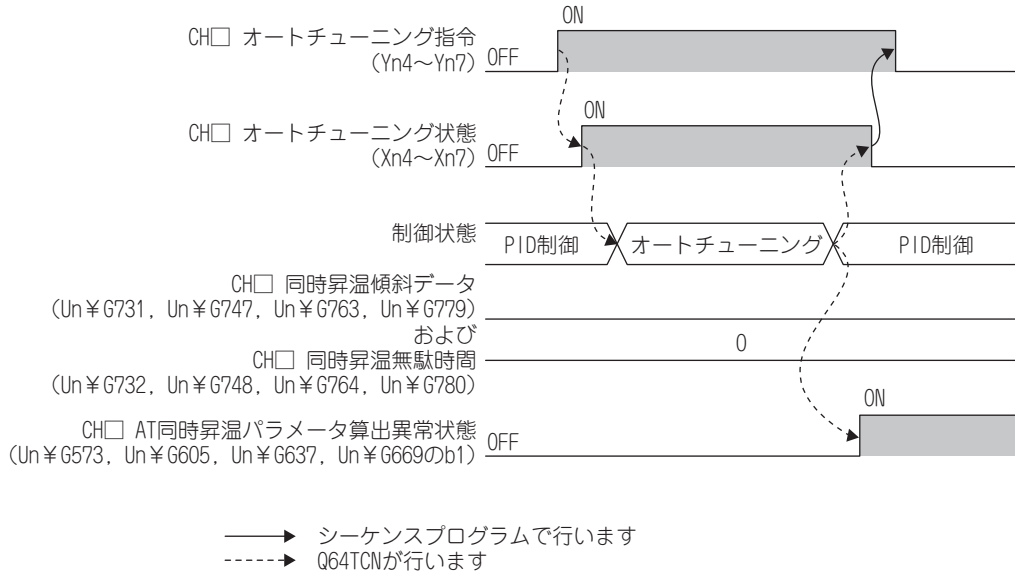 ON
CH□ オートチューニング指令
(Yn4～Yn7) OFF
ON
CH□ オートチューニング状態
(Xn4～Xn7) OFF
制御状態 PID制御 オートチューニング PID制御
CH□ 同時昇温傾斜データ
(Un¥G731, Un¥G747, Un¥G763, Un¥G779)
および
0
CH□ 同時昇温無駄時間
(Un¥G732, Un¥G748, Un¥G764, Un¥G780)
ON
CH□ AT同時昇温パラメータ算出異常状態
(Un¥G573, Un¥G605, Un¥G637, Un¥G669のb1) OFF
シーケンスプログラムで行います
Q64TCNが行います